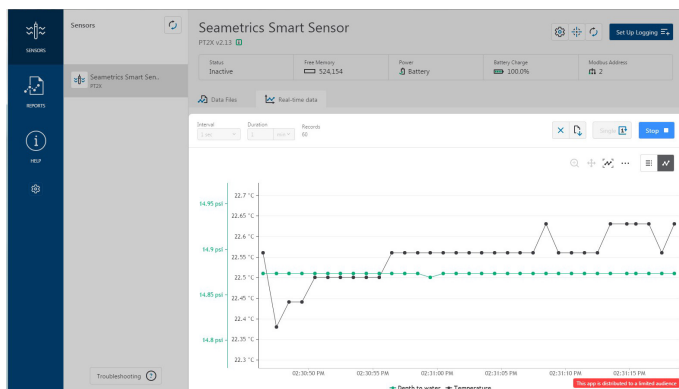 Sensors
Seametrics Smart Sensor
PT2X v2.13
Set Up Logging
SENSORS
Status
Inactive
Free Memory
524,154
Power
Battery
Battery Charge
100.0%
Modbus Address
2
Seametrics Smart Sen..
PT2X
REPORTS
Data Files
Real-time data
Interval
1 sec
Duration
1
min
Records
60
Single
Stop
HELP
22.7 °C
14.95 psi
22.65 °C
22.6 °C
14.9 psi
22.55 °C
22.5 °C
14.85 psi
22.45 °C
22.4 °C
14.8 psi
22.35 °C
22.3 °C
02:30:50 PM
02:30:55 PM
02:31:00 PM
02:31:05 PM
02:31:10 PM
02:31:15 PM
Troubleshooting
Depth to water
Temperature
This app is distributed to a limited audience